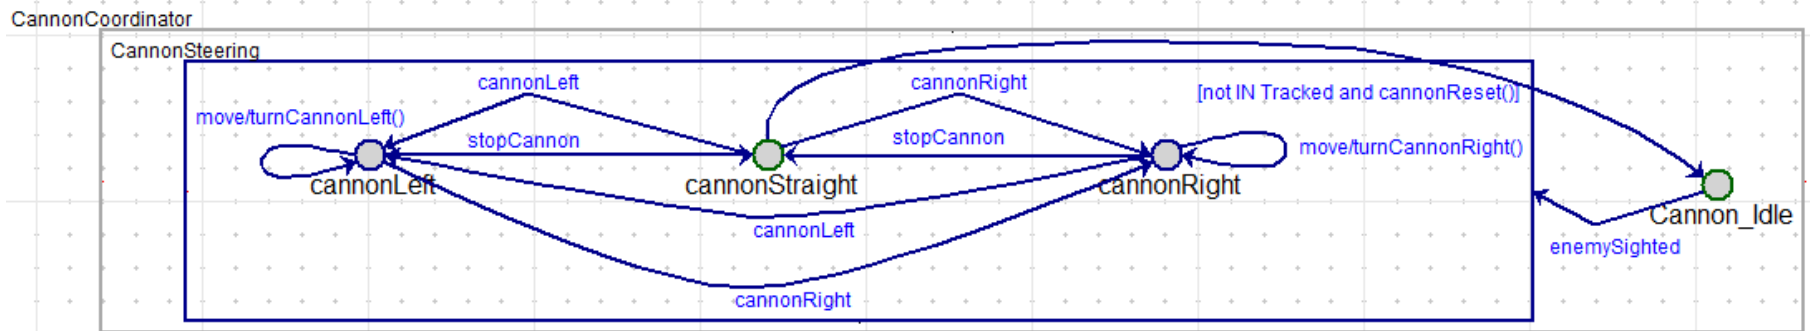 CannonCoordinator
CannonSteering
cannonLeft
cannonRight
[not IN Tracked and cannonReset()]
move/turnCannonLeft()
stopCannon
stopCannon
move/turnCannonRight()
cannonLeft
cannonStraight
cannonRight
Cannon_Idle
cannonLeft
enemySighted
cannonRight